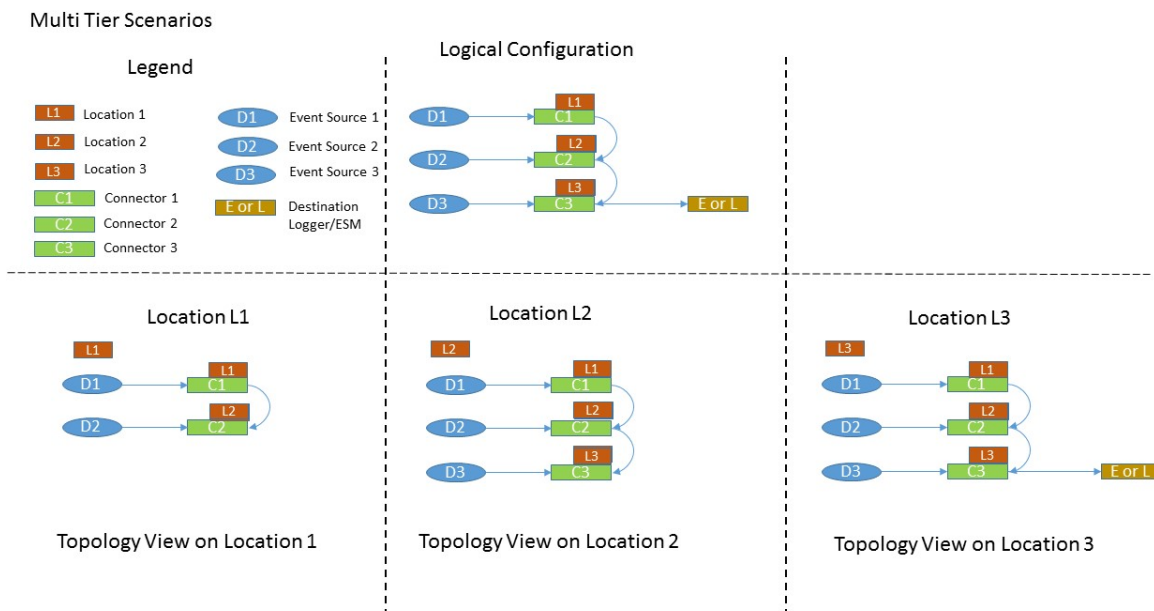 Multi Tier Scenarios
Legend
L1 Location 1
L2 Location 2
L3 Location 3
C1 Connector 1
C2 Connector 2
C3 Connector 3
D1 Event Source 1
D2 Event Source 2
D3 Event Source 3
E or L Destination
Logger/ESM
Logical Configuration
L1
D1 C1
L2
D2 C2
L3
D3 C3 E or L
Location L1
L1
L1
D1 C1
L2
D2 C2
Topology View on Location 1
Location L2
L2
L1
D1 C1
L2
D2 C2
L3
D3 C3
Topology View on Location 2
Location L3
L3
L1
D1 C1
L2
D2 C2
L3
D3 C3 E or L
Topology View on Location 3